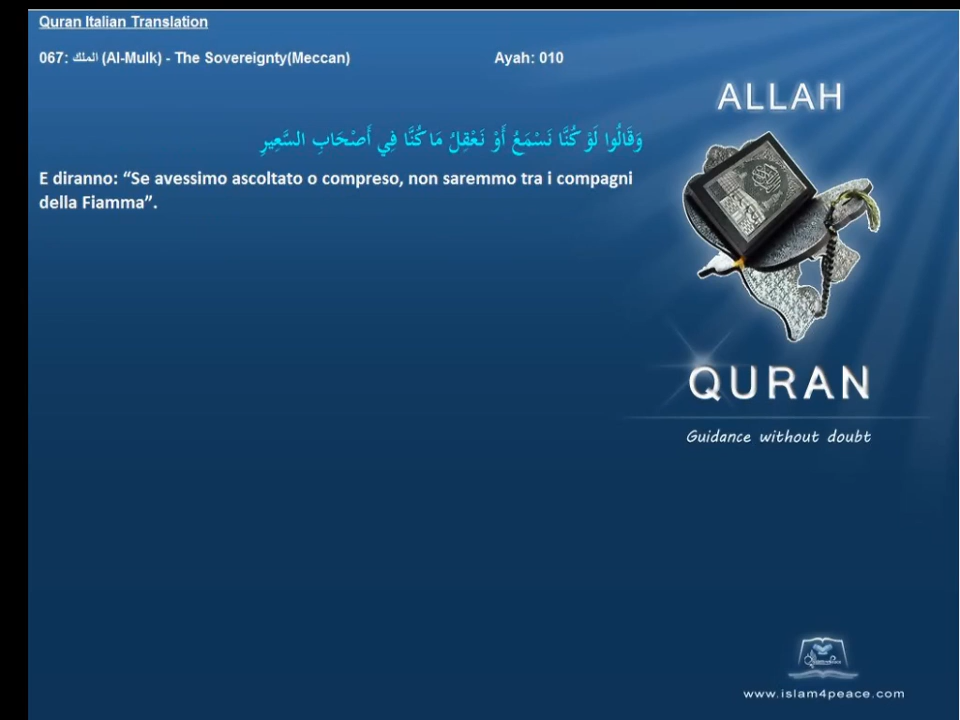 Quran Italian Translation
067: الملك (Al-Mulk) - The Sovereignty(Meccan) Ayah: 010
ALLAH
وَقَالُوا لَوْ كُنَّا نَسْمَعُ أَوْ نَعْقِلُ مَا كُنَّا فِي أَصْحَابِ السَّعِيرِ
E diranno: “Se avessimo ascoltato o compreso, non saremmo tra i compagni
della Fiamma”.
QURAN
Guidance without doubt
www.islam4peace.com